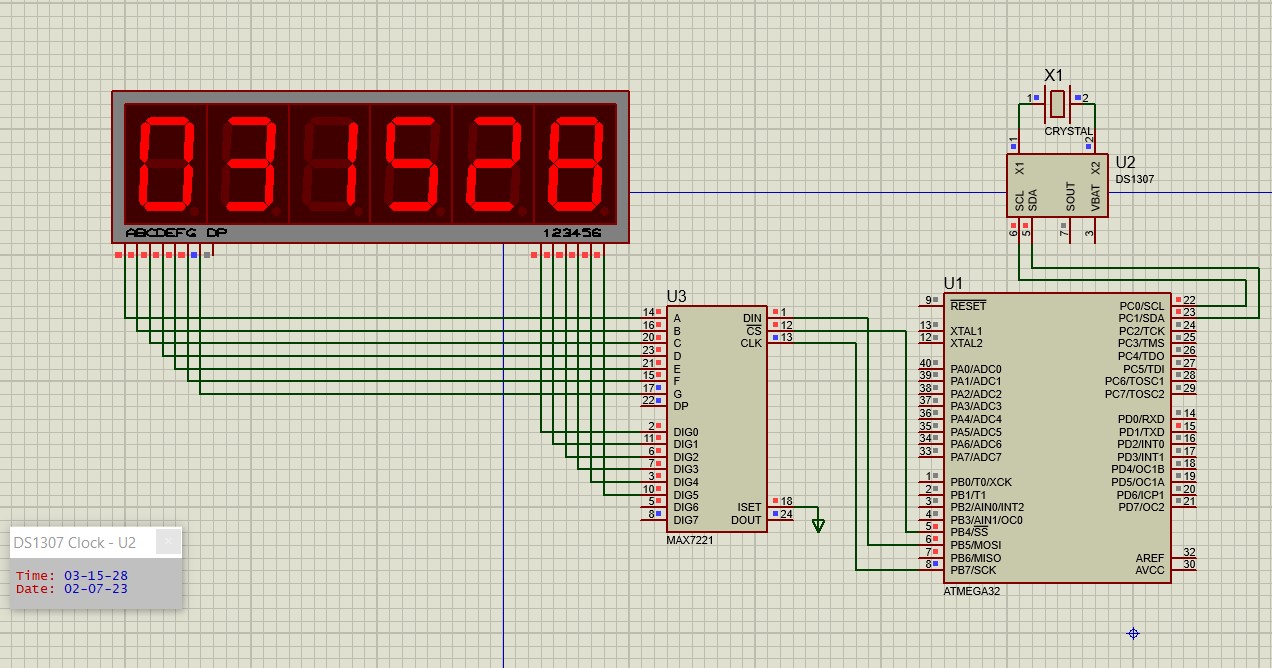 X1
1 2
CRYSTAL
1 2
X1 X2
SCL SDA SOUT VBAT
6 5 7 3
U2
DS1307
031528
ABCDEFG DP
123456
U3
14 A
16 B
20 C
23 D
21 E
15 F
17 G
22 DP
2 DIG0
11 DIG1
6 DIG2
7 DIG3
3 DIG4
10 DIG5
5 DIG6
8 DIG7
DIN 1
CS 12
CLK 13
ISET 18
DOUT 24
MAX7221
U1
9 RESET
13 XTAL1
12 XTAL2
40 PA0/ADC0
39 PA1/ADC1
38 PA2/ADC2
37 PA3/ADC3
36 PA4/ADC4
35 PA5/ADC5
34 PA6/ADC6
33 PA7/ADC7
1 PB0/T0/XCK
2 PB1/T1
3 PB2/AIN0/INT2
4 PB3/AIN1/OC0
5 PB4/SS
6 PB5/MOSI
7 PB6/MISO
8 PB7/SCK
PC0/SCL 22
PC1/SDA 23
PC2/TCK 24
PC3/TMS 25
PC4/TDO 26
PC5/TDI 27
PC6/TOSC1 28
PC7/TOSC2 29
PD0/RXD 14
PD1/TXD 15
PD2/INT0 16
PD3/INT1 17
PD4/OC1B 18
PD5/OC1A 19
PD6/ICP1 20
PD7/OC2 21
AREF 32
AVCC 30
ATMEGA32
DS1307 Clock - U2
Time: 03-15-28
Date: 02-07-23